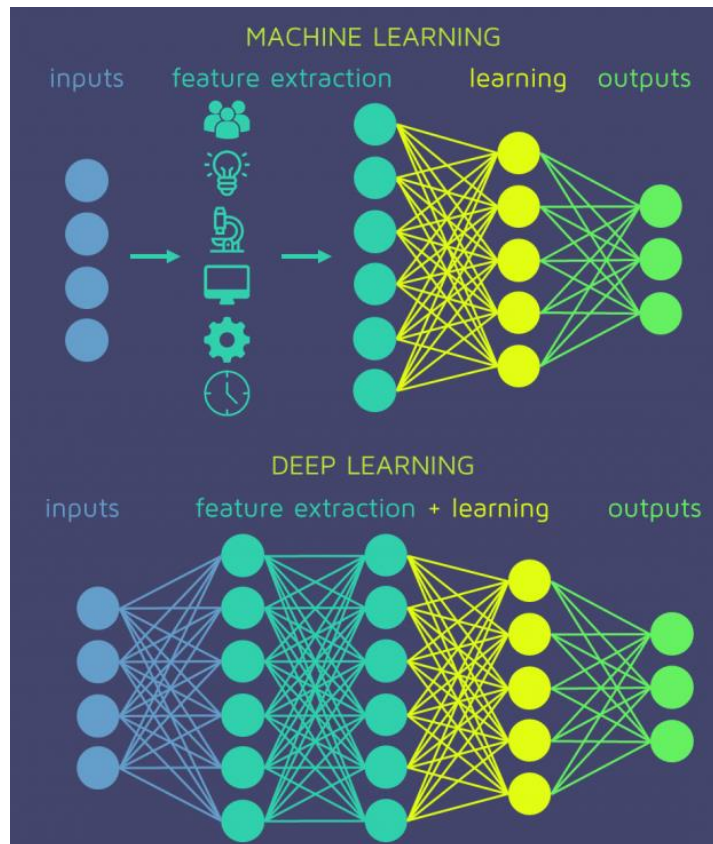 MACHINE LEARNING
inputs feature extraction learning outputs
DEEP LEARNING
inputs feature extraction + learning outputs